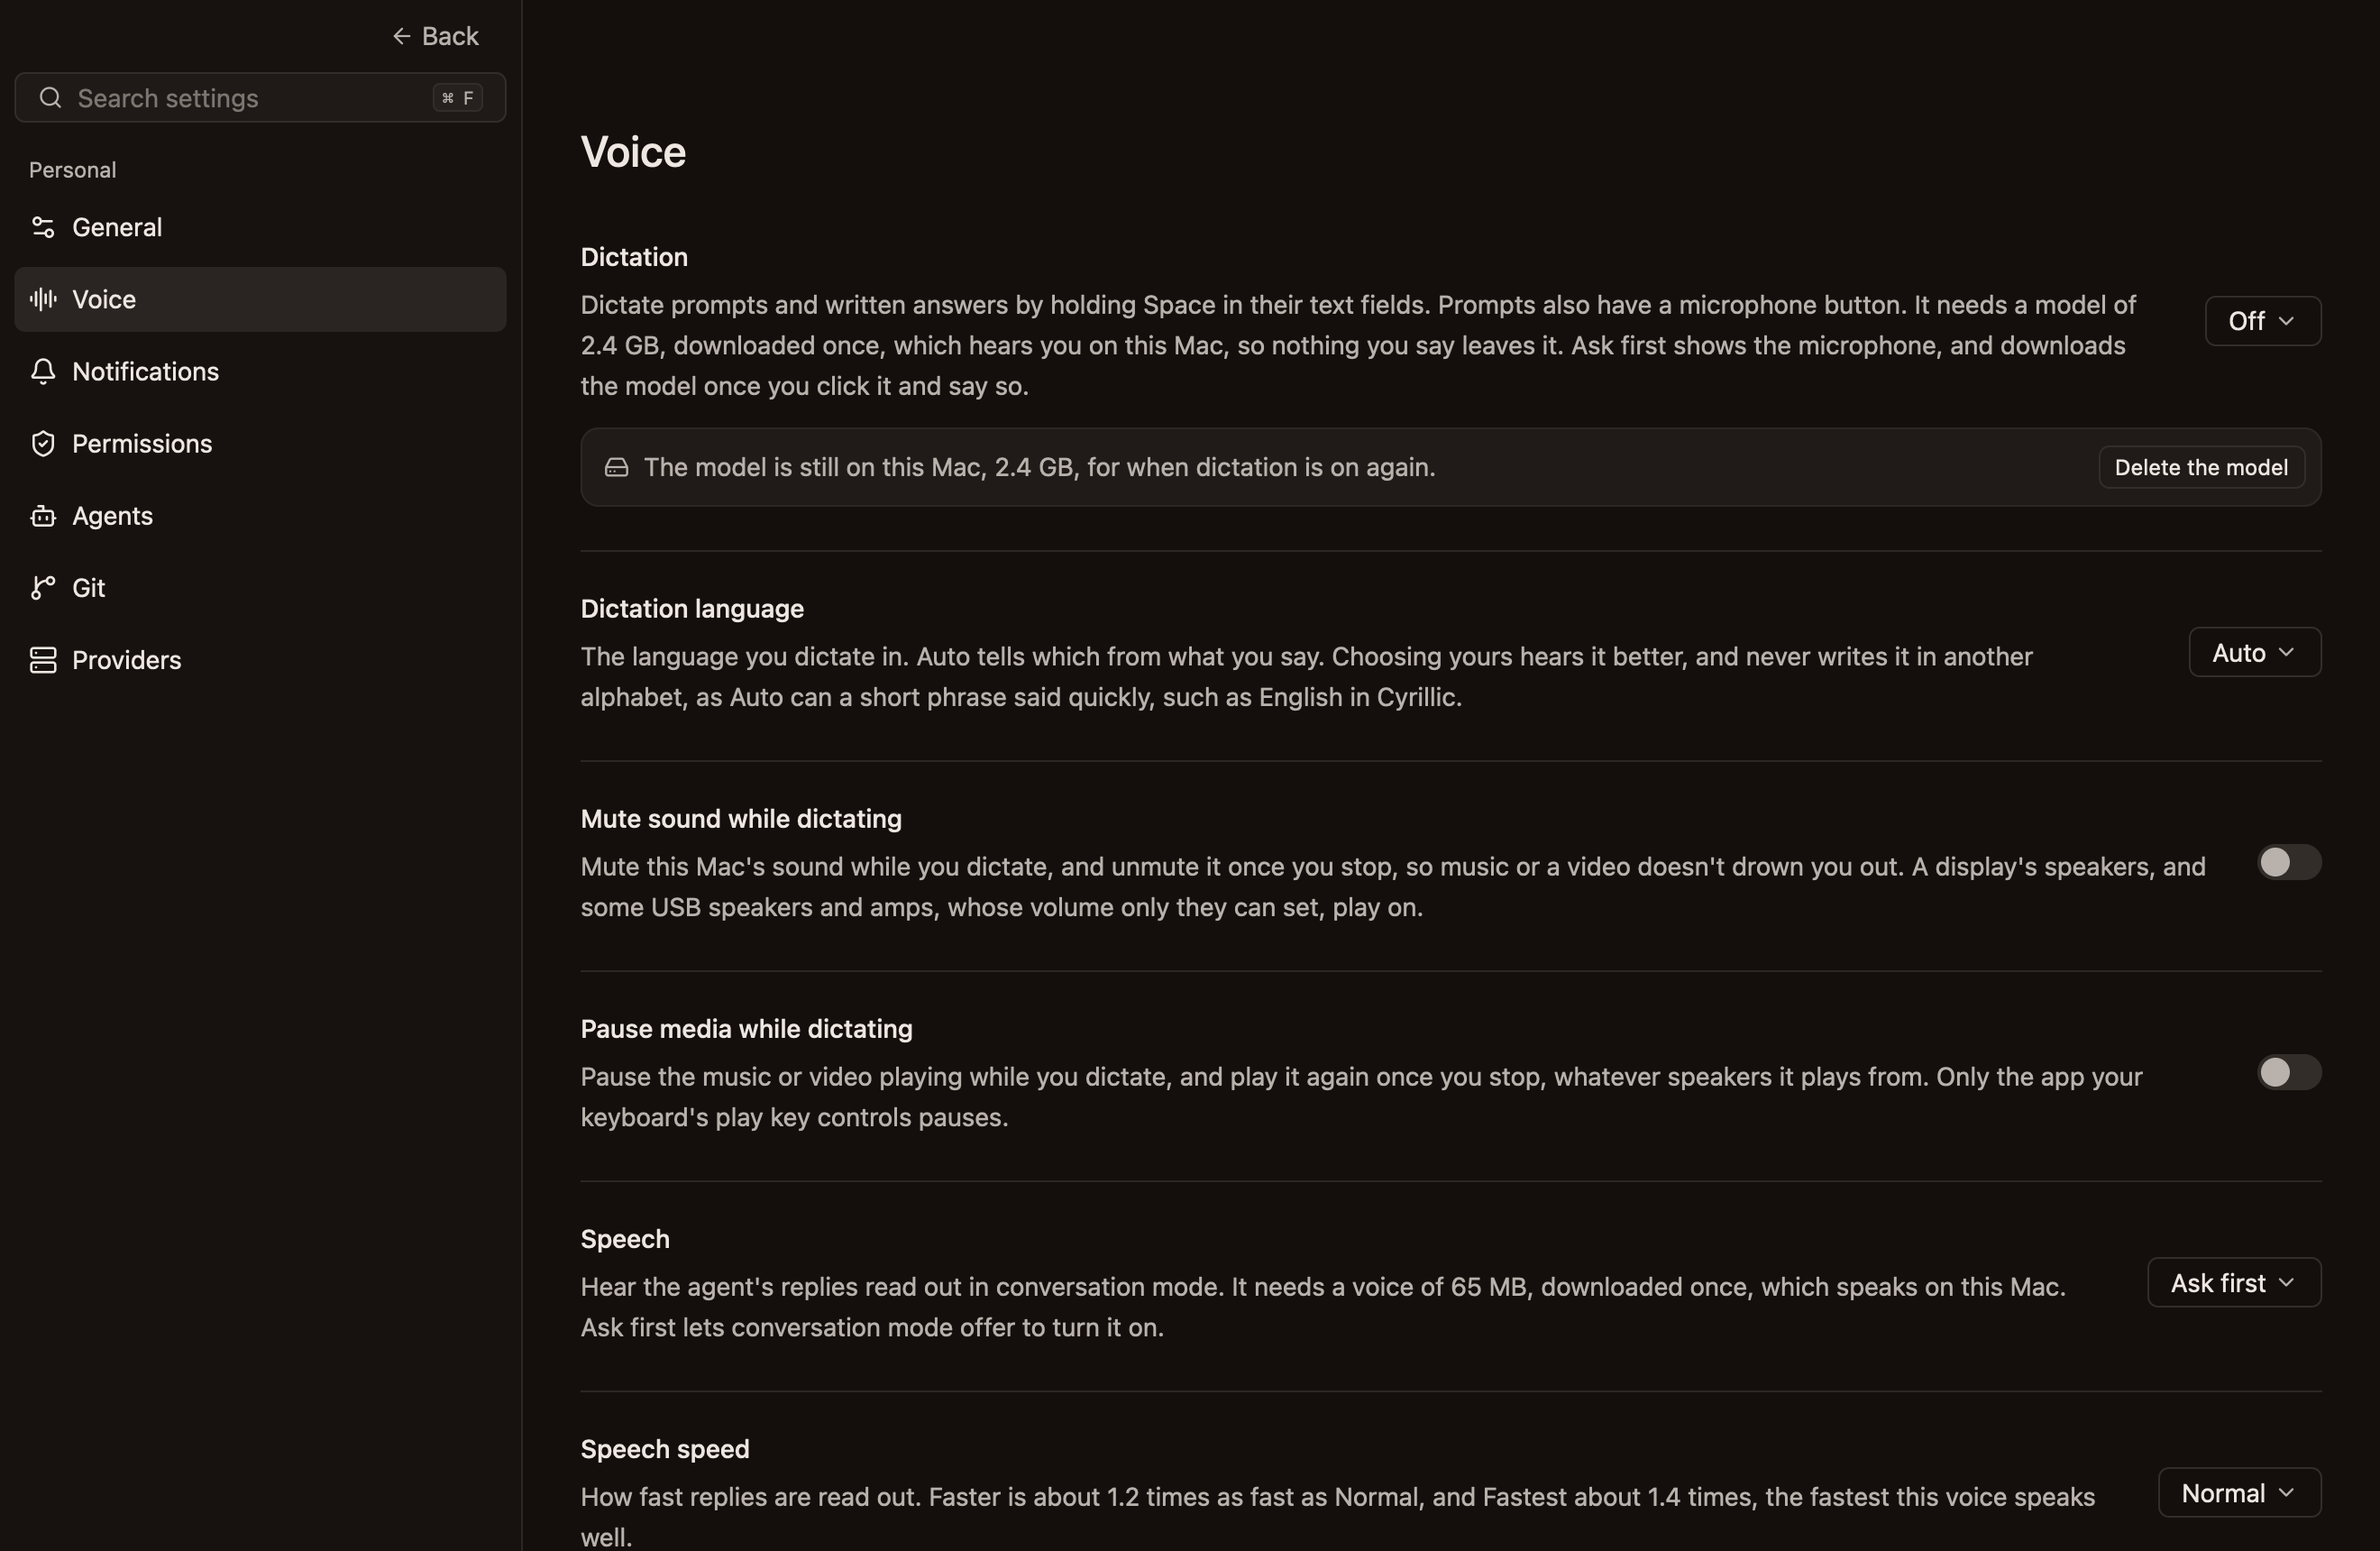 Back
Search settings
⌘ F
Personal
General
Voice
Notifications
Permissions
Agents
Git
Providers
Voice
Dictation
Dictate prompts and written answers by holding Space in their text fields. Prompts also have a microphone button. It needs a model of
2.4 GB, downloaded once, which hears you on this Mac, so nothing you say leaves it. Ask first shows the microphone, and downloads
the model once you click it and say so.
Off
The model is still on this Mac, 2.4 GB, for when dictation is on again.
Delete the model
Dictation language
The language you dictate in. Auto tells which from what you say. Choosing yours hears it better, and never writes it in another
alphabet, as Auto can a short phrase said quickly, such as English in Cyrillic.
Auto
Mute sound while dictating
Mute this Mac's sound while you dictate, and unmute it once you stop, so music or a video doesn't drown you out. A display's speakers, and
some USB speakers and amps, whose volume only they can set, play on.
Pause media while dictating
Pause the music or video playing while you dictate, and play it again once you stop, whatever speakers it plays from. Only the app your
keyboard's play key controls pauses.
Speech
Hear the agent's replies read out in conversation mode. It needs a voice of 65 MB, downloaded once, which speaks on this Mac.
Ask first lets conversation mode offer to turn it on.
Ask first
Speech speed
How fast replies are read out. Faster is about 1.2 times as fast as Normal, and Fastest about 1.4 times, the fastest this voice speaks
well.
Normal